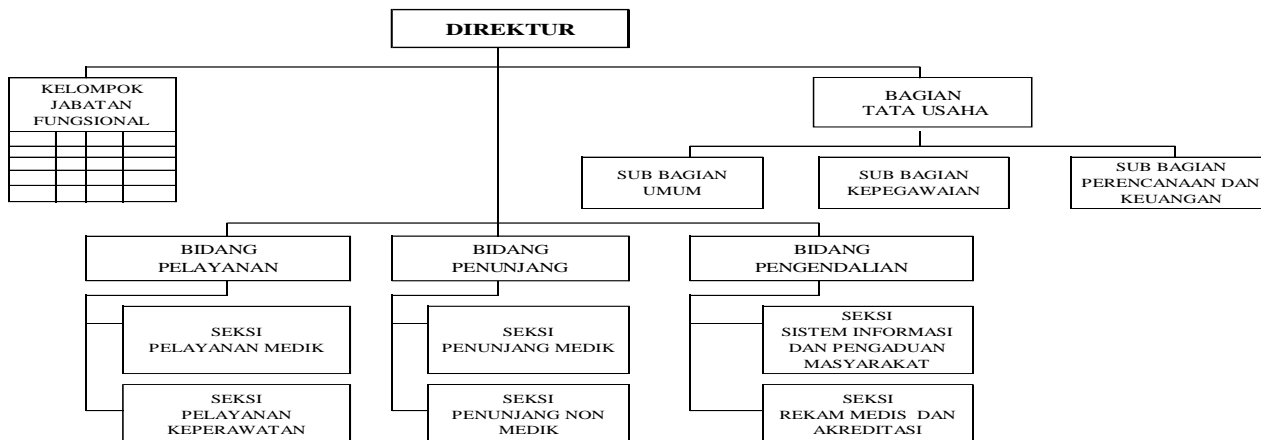 DIREKTUR
KELOMPOK
JABATAN
FUNGSIONAL
BAGIAN
TATA USAHA
SUB BAGIAN
UMUM
SUB BAGIAN
KEPEGAWAIAN
SUB BAGIAN
PERENCANAAN DAN
KEUANGAN
BIDANG
PELAYANAN
BIDANG
PENUNJANG
BIDANG
PENGENDALIAN
SEKSI
PELAYANAN MEDIK
SEKSI
PENUNJANG MEDIK
SEKSI
SISTEM INFORMASI
DAN PENGADUAN
MASYARAKAT
SEKSI
PELAYANAN
KEPERAWATAN
SEKSI
PENUNJANG NON
MEDIK
SEKSI
REKAM MEDIS DAN
AKREDITASI